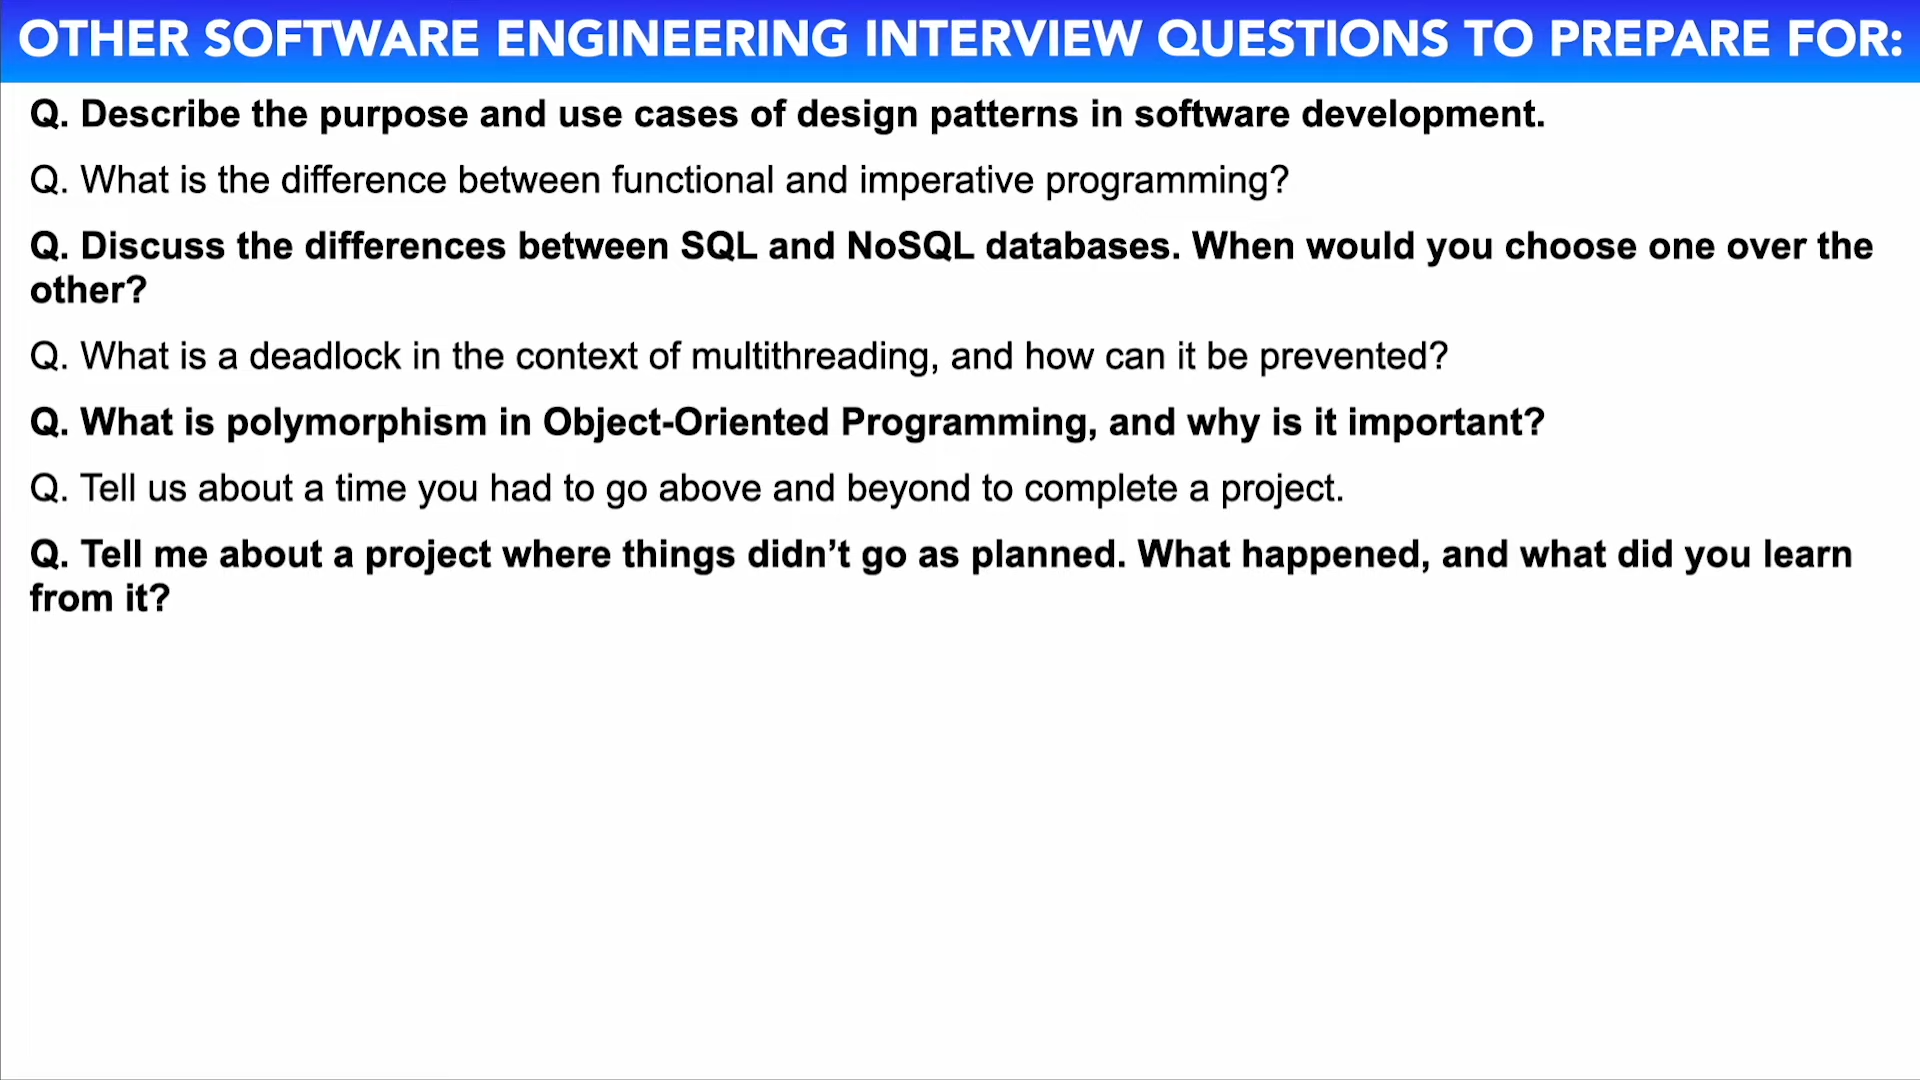 OTHER SOFTWARE ENGINEERING INTERVIEW QUESTIONS TO PREPARE FOR:
Q. Describe the purpose and use cases of design patterns in software development.
Q. What is the difference between functional and imperative programming?
Q. Discuss the differences between SQL and NoSQL databases. When would you choose one over the
other?
Q. What is a deadlock in the context of multithreading, and how can it be prevented?
Q. What is polymorphism in Object-Oriented Programming, and why is it important?
Q. Tell us about a time you had to go above and beyond to complete a project.
Q. Tell me about a project where things didn’t go as planned. What happened, and what did you learn
from it?